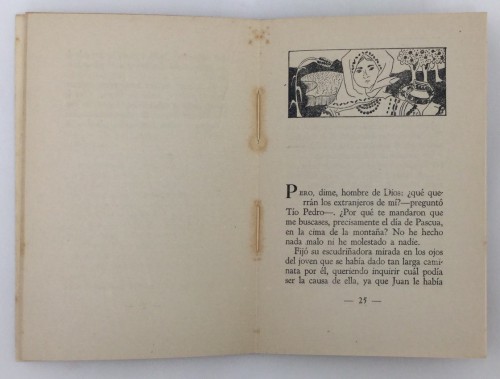 PERO, dime, hombre de Dios: ¿qué que-
rrán los extranjeros de mí?—preguntó
Tío Pedro—. ¿Por qué te mandaron que
me buscases, precisamente el día de Pascua,
en la cima de la montaña? No he hecho
nada malo ni he molestado a nadie.
Fijó su escudriñadora mirada en los ojos
del joven que se había dado tan larga cami-
nata por él, queriendo inquirir cuál podía
ser la causa de ella, ya que Juan le había
— 25 —